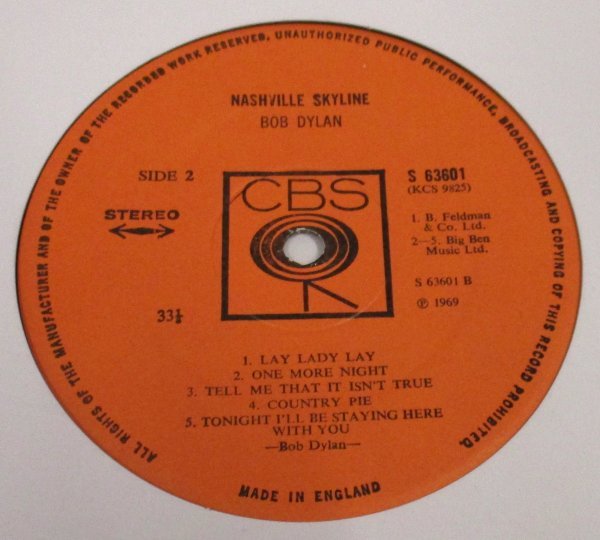 ALL RIGHTS OF THE MANUFACTURER AND OF THE OWNER OF THE RECORDED WORK RESERVED, UNAUTHORIZED PUBLIC PERFORMANCE, BROADCASTING AND COPYING OF THIS RECORD PROHIBITED.
NASHVILLE SKYLINE
BOB DYLAN
SIDE 2
STEREO
33⅓
CBS
S 63601
(KCS 9825)
1. B. Feldman
& Co. Ltd.
2—5. Big Ben
Music Ltd.
S 63601 B
℗ 1969
1. LAY LADY LAY
2. ONE MORE NIGHT
3. TELL ME THAT IT ISN'T TRUE
4. COUNTRY PIE
5. TONIGHT I'LL BE STAYING HERE
WITH YOU
—Bob Dylan—
MADE IN ENGLAND